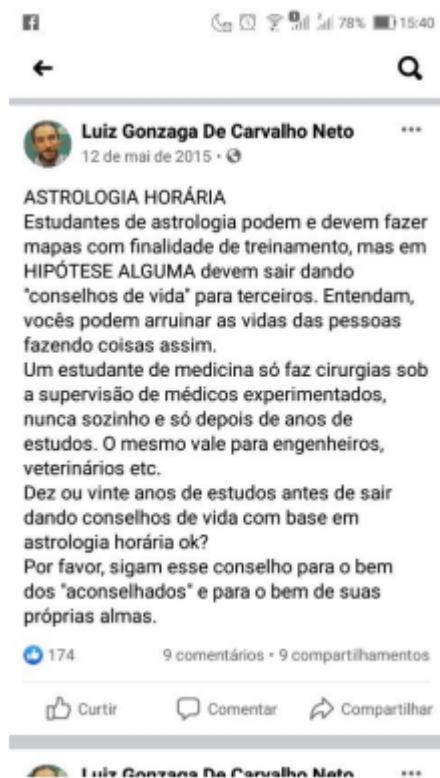 78% 15:40
Luiz Gonzaga De Carvalho Neto
12 de mai de 2015 ·
ASTROLOGIA HORÁRIA
Estudantes de astrologia podem e devem fazer
mapas com finalidade de treinamento, mas em
HIPÓTESE ALGUMA devem sair dando
"conselhos de vida" para terceiros. Entendam,
vocês podem arruinar as vidas das pessoas
fazendo coisas assim.
Um estudante de medicina só faz cirurgias sob
a supervisão de médicos experimentados,
nunca sozinho e só depois de anos de
estudos. O mesmo vale para engenheiros,
veterinários etc.
Dez ou vinte anos de estudos antes de sair
dando conselhos de vida com base em
astrologia horária ok?
Por favor, sigam esse conselho para o bem
dos "aconselhados" e para o bem de suas
próprias almas.
174 9 comentários • 9 compartilhamentos
Curtir Comentar Compartilhar
Luiz Gonzaga De Carvalho Neto